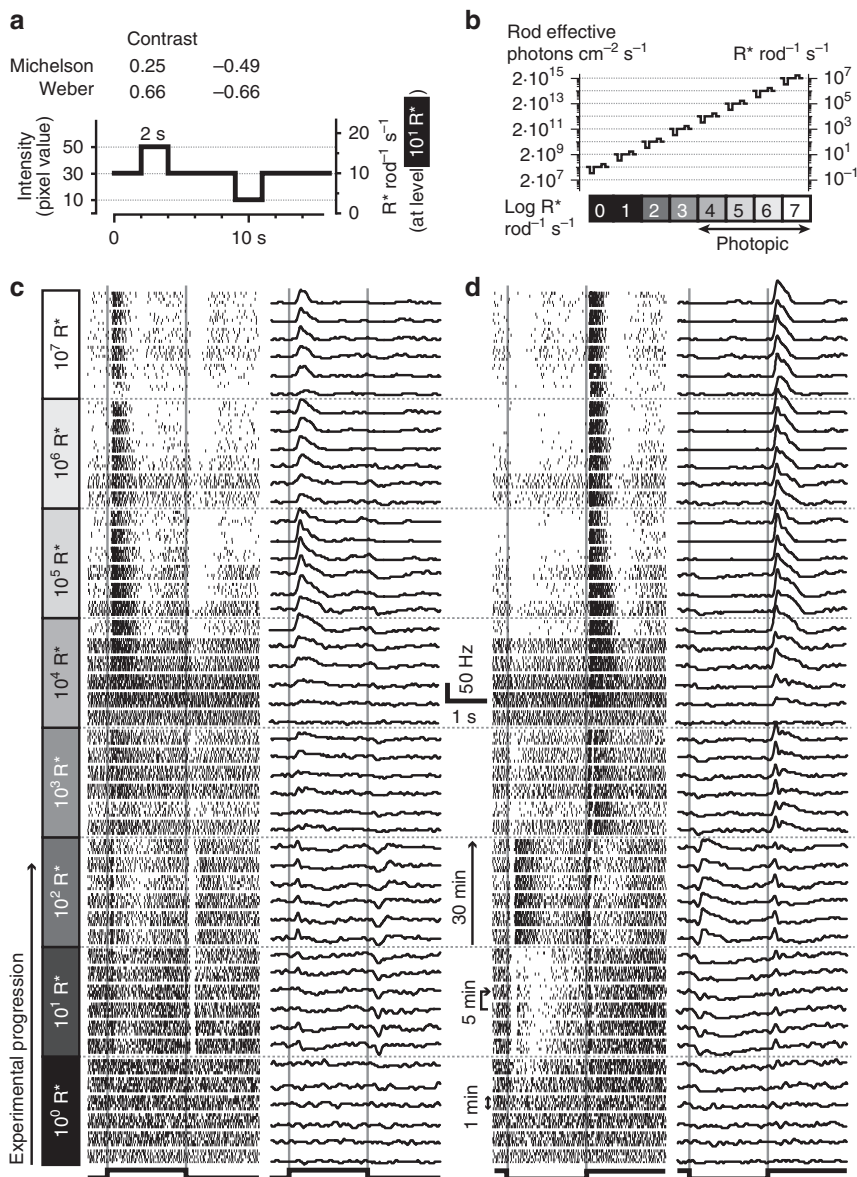 a
Contrast
Michelson 0.25 −0.49
Weber 0.66 −0.66
Intensity
(pixel value)
50
30
10
2 s
0
10 s
20
10
0
R* rod⁻¹ s⁻¹
(at level 10¹ R*)
b
Rod effective
photons cm⁻² s⁻¹
R* rod⁻¹ s⁻¹
2·10¹⁵ 10⁷
2·10¹³ 10⁵
2·10¹¹ 10³
2·10⁹ 10¹
2·10⁷ 10⁻¹
Log R*
rod⁻¹ s⁻¹
0 1 2 3 4 5 6 7
Photopic
c
10⁷ R*
10⁶ R*
10⁵ R*
10⁴ R*
10³ R*
10² R*
10¹ R*
10⁰ R*
Experimental progression
50 Hz
1 s
d
30 min
5 min
1 min